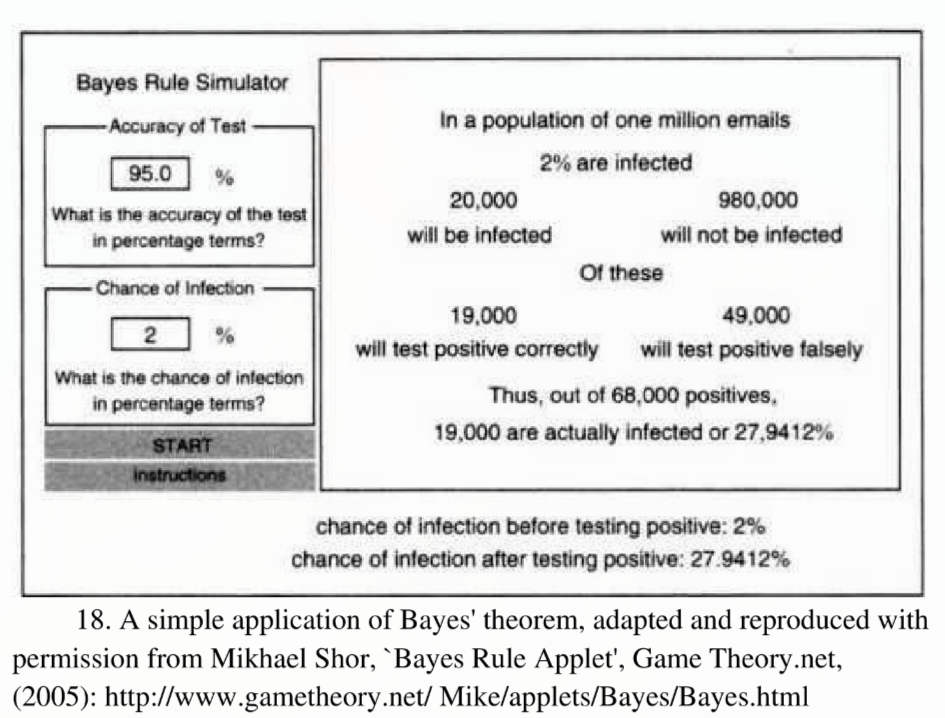 Bayes Rule Simulator
Accuracy of Test
95.0 %
What is the accuracy of the test
in percentage terms?
Chance of Infection
2 %
What is the chance of infection
in percentage terms?
START
instructions
In a population of one million emails
2% are infected
20,000 980,000
will be infected will not be infected
Of these
19,000 49,000
will test positive correctly will test positive falsely
Thus, out of 68,000 positives,
19,000 are actually infected or 27,9412%
chance of infection before testing positive: 2%
chance of infection after testing positive: 27.9412%
18. A simple application of Bayes' theorem, adapted and reproduced with
permission from Mikhael Shor, `Bayes Rule Applet', Game Theory.net,
(2005): http://www.gametheory.net/ Mike/applets/Bayes/Bayes.html